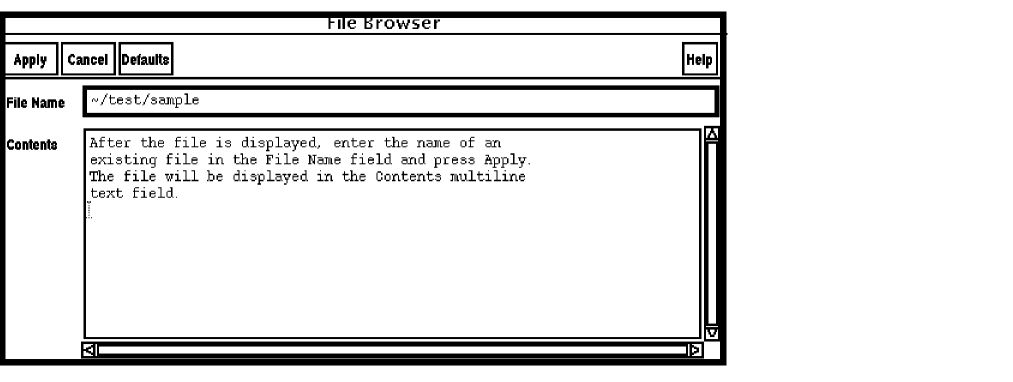 File Browser
Apply Cancel Defaults Help
File Name ~/test/sample
Contents After the file is displayed, enter the name of an
existing file in the File Name field and press Apply.
The file will be displayed in the Contents multiline
text field.